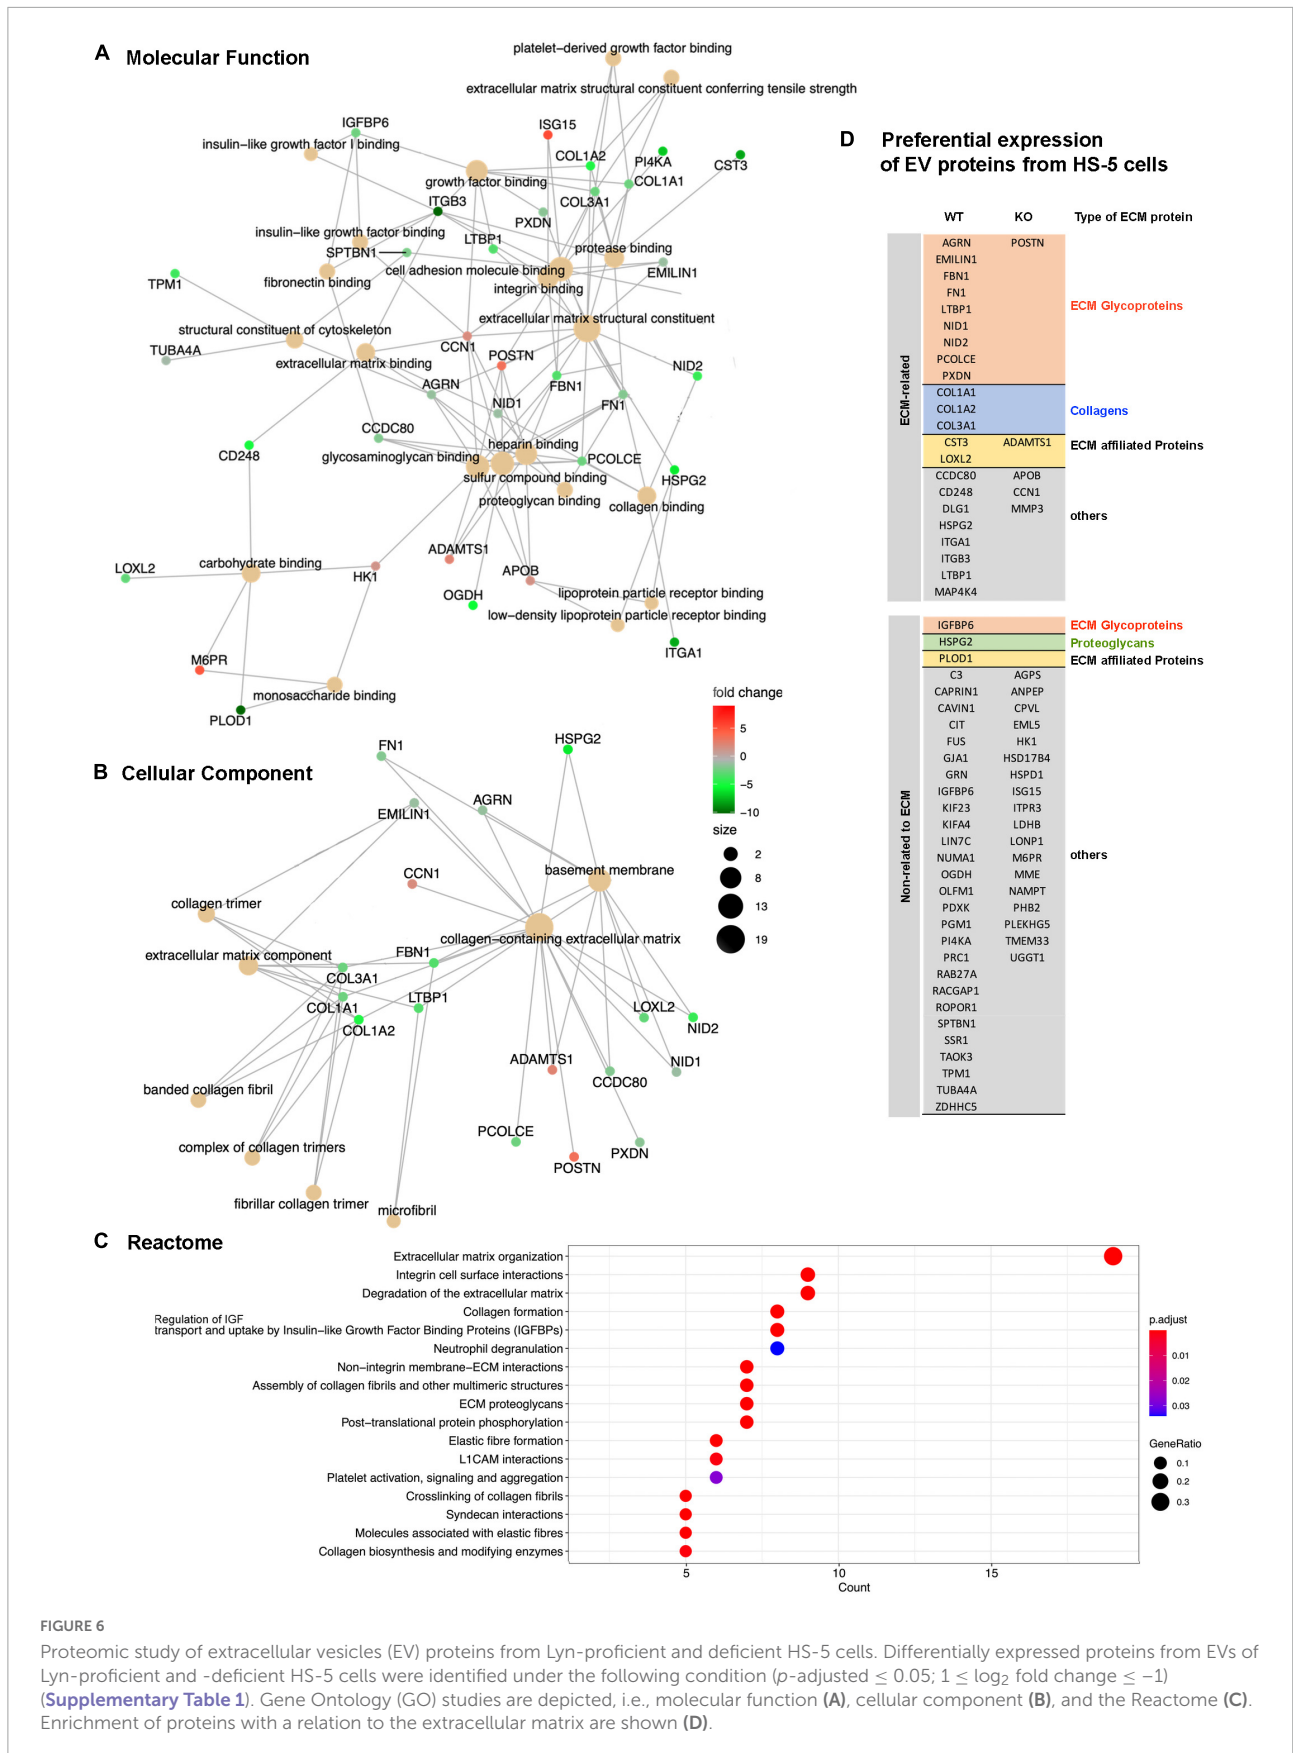 A Molecular Function
platelet-derived growth factor binding
extracellular matrix structural constituent conferring tensile strength
IGFBP6
ISG15
insulin-like growth factor I binding
COL1A2
PI4KA
CST3
growth factor binding
COL1A1
ITGB3
COL3A1
PXDN
insulin-like growth factor binding
LTBP1
SPTBN1
protease binding
cell adhesion molecule binding
EMILIN1
TPM1
fibronectin binding
integrin binding
structural constituent of cytoskeleton
extracellular matrix structural constituent
TUBA4A
CCN1
extracellular matrix binding
POSTN
NID2
AGRN
FBN1
NID1
FN1
CCDC80
heparin binding
CD248
glycosaminoglycan binding
PCOLCE
sulfur compound binding
HSPG2
proteoglycan binding
collagen binding
ADAMTS1
LOXL2
carbohydrate binding
HK1
APOB
OGDH
lipoprotein particle receptor binding
low-density lipoprotein particle receptor binding
ITGA1
M6PR
monosaccharide binding
PLOD1
fold change
5
0
−5
−10
size
2
8
13
19
B Cellular Component
FN1
HSPG2
EMILIN1
AGRN
CCN1
basement membrane
collagen trimer
collagen-containing extracellular matrix
extracellular matrix component
FBN1
COL3A1
COL1A1
LTBP1
COL1A2
LOXL2
NID2
ADAMTS1
NID1
CCDC80
banded collagen fibril
PCOLCE
complex of collagen trimers
PXDN
POSTN
fibrillar collagen trimer
microfibril
D Preferential expression
of EV proteins from HS-5 cells
WT KO Type of ECM protein
ECM-related
AGRN POSTN
EMILIN1
FBN1
FN1
LTBP1
NID1
NID2
PCOLCE
PXDN
ECM Glycoproteins
COL1A1
COL1A2
COL3A1
Collagens
CST3 ADAMTS1
LOXL2
ECM affiliated Proteins
CCDC80 APOB
CD248 CCN1
DLG1 MMP3
HSPG2
ITGA1
ITGB3
LTBP1
MAP4K4
others
Non-related to ECM
IGFBP6 ECM Glycoproteins
HSPG2 Proteoglycans
PLOD1 ECM affiliated Proteins
C3 AGPS
CAPRIN1 ANPEP
CAVIN1 CPVL
CIT EML5
FUS HK1
GJA1 HSD17B4
GRN HSPD1
IGFBP6 ISG15
KIF23 ITPR3
KIFA4 LDHB
LIN7C LONP1
NUMA1 M6PR
OGDH MME
OLFM1 NAMPT
PDXK PHB2
PGM1 PLEKHG5
PI4KA TMEM33
PRC1 UGGT1
RAB27A
RACGAP1
ROPOR1
SPTBN1
SSR1
TAOK3
TPM1
TUBA4A
ZDHHC5
others
C Reactome
Extracellular matrix organization
Integrin cell surface interactions
Degradation of the extracellular matrix
Collagen formation
Regulation of IGF
transport and uptake by Insulin-like Growth Factor Binding Proteins (IGFBPs)
Neutrophil degranulation
Non-integrin membrane-ECM interactions
Assembly of collagen fibrils and other multimeric structures
ECM proteoglycans
Post-translational protein phosphorylation
Elastic fibre formation
L1CAM interactions
Platelet activation, signaling and aggregation
Crosslinking of collagen fibrils
Syndecan interactions
Molecules associated with elastic fibres
Collagen biosynthesis and modifying enzymes
5 10 15
Count
p.adjust
0.01
0.02
0.03
GeneRatio
0.1
0.2
0.3
FIGURE 6
Proteomic study of extracellular vesicles (EV) proteins from Lyn-proficient and deficient HS-5 cells. Differentially expressed proteins from EVs of
Lyn-proficient and -deficient HS-5 cells were identified under the following condition (p-adjusted ≤ 0.05; 1 ≤ log2 fold change ≤ −1)
(Supplementary Table 1). Gene Ontology (GO) studies are depicted, i.e., molecular function (A), cellular component (B), and the Reactome (C).
Enrichment of proteins with a relation to the extracellular matrix are shown (D).